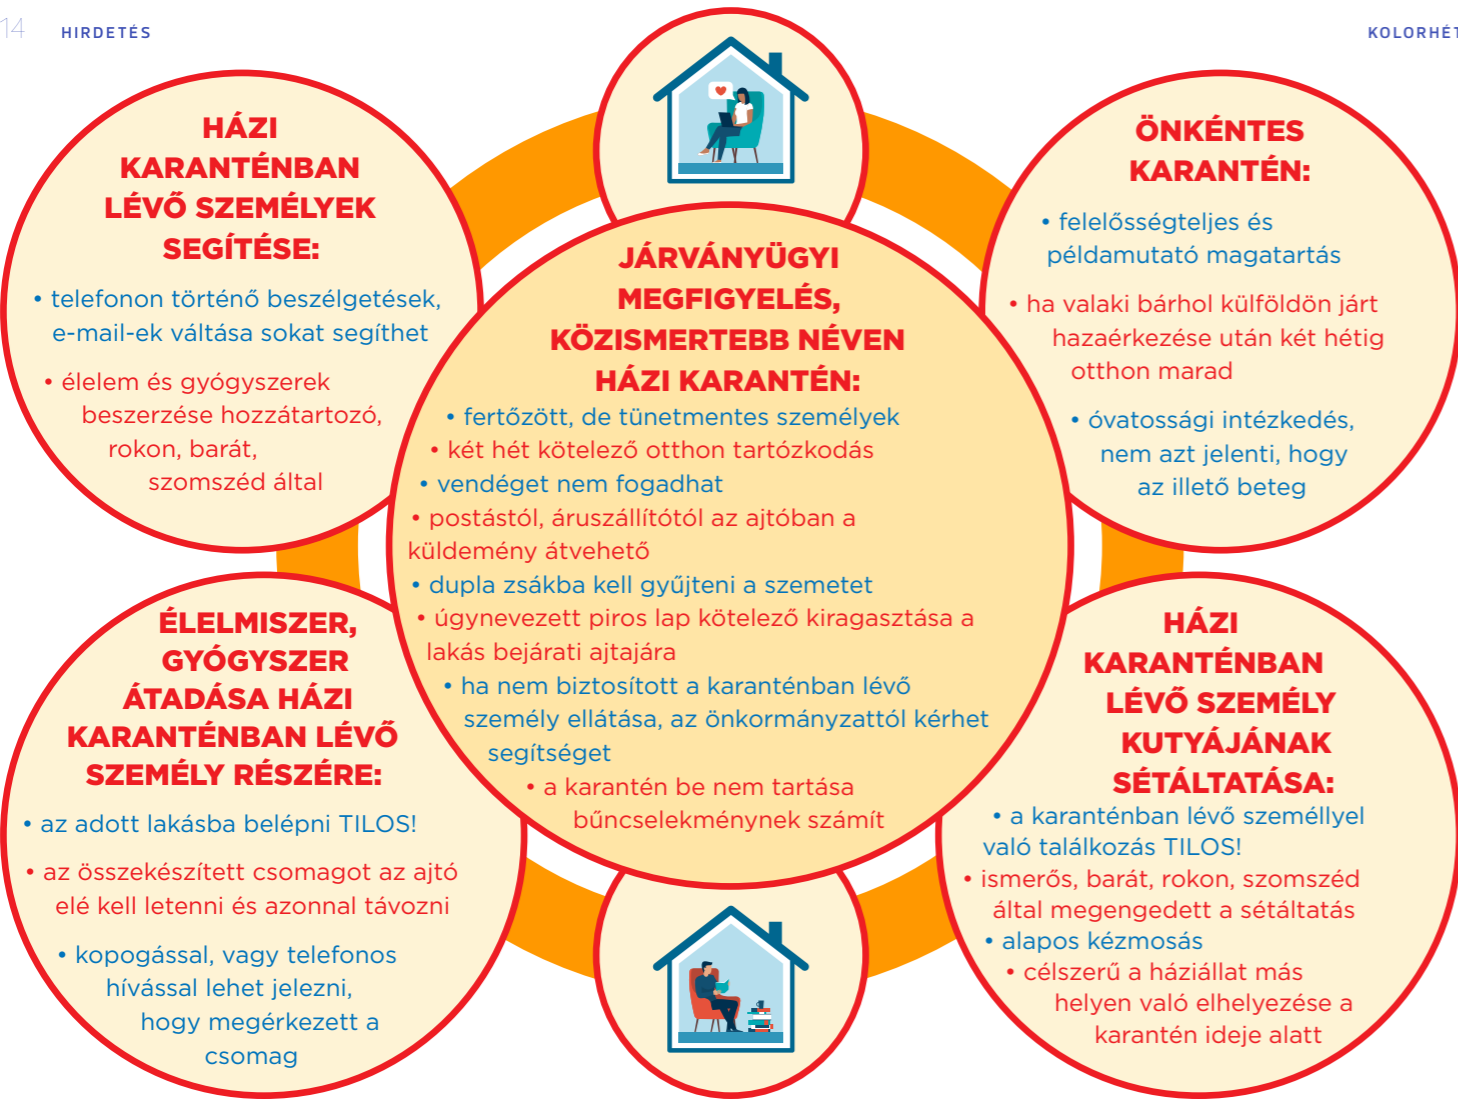 14 HIRDETÉS
KOLORHÉT
HÁZI
KARANTÉNBAN
LÉVŐ SZEMÉLYEK
SEGÍTÉSE:
• telefonon történő beszélgetések,
e-mail-ek váltása sokat segíthet
• élelem és gyógyszerek
beszerzése hozzátartozó,
rokon, barát,
szomszéd által
JÁRVÁNYÜGYI
MEGFIGYELÉS,
KÖZISMERTEBB NÉVEN
HÁZI KARANTÉN:
• fertőzött, de tünetmentes személyek
• két hét kötelező otthon tartózkodás
• vendéget nem fogadhat
• postástól, áruszállítótól az ajtóban a
küldemény átvehető
• dupla zsákba kell gyűjteni a szemetet
• úgynevezett piros lap kötelező kiragasztása a
lakás bejárati ajtajára
• ha nem biztosított a karanténban lévő
személy ellátása, az önkormányzattól kérhet
segítséget
• a karantén be nem tartása
bűncselekménynek számít
ÖNKÉNTES
KARANTÉN:
• felelősségteljes és
példamutató magatartás
• ha valaki bárhol külföldön járt
hazaérkezése után két hétig
otthon marad
• óvatossági intézkedés,
nem azt jelenti, hogy
az illető beteg
ÉLELMISZER,
GYÓGYSZER
ÁTADÁSA HÁZI
KARANTÉNBAN LÉVŐ
SZEMÉLY RÉSZÉRE:
• az adott lakásba belépni TILOS!
• az összekészített csomagot az ajtó
elé kell letenni és azonnal távozni
• kopogással, vagy telefonos
hívással lehet jelezni,
hogy megérkezett a
csomag
HÁZI
KARANTÉNBAN
LÉVŐ SZEMÉLY
KUTYÁJÁNAK
SÉTÁLTATÁSA:
• a karanténban lévő személlyel
való találkozás TILOS!
• ismerős, barát, rokon, szomszéd
által megengedett a sétáltatás
• alapos kézmosás
• célszerű a háziállat más
helyen való elhelyezése a
karantén ideje alatt